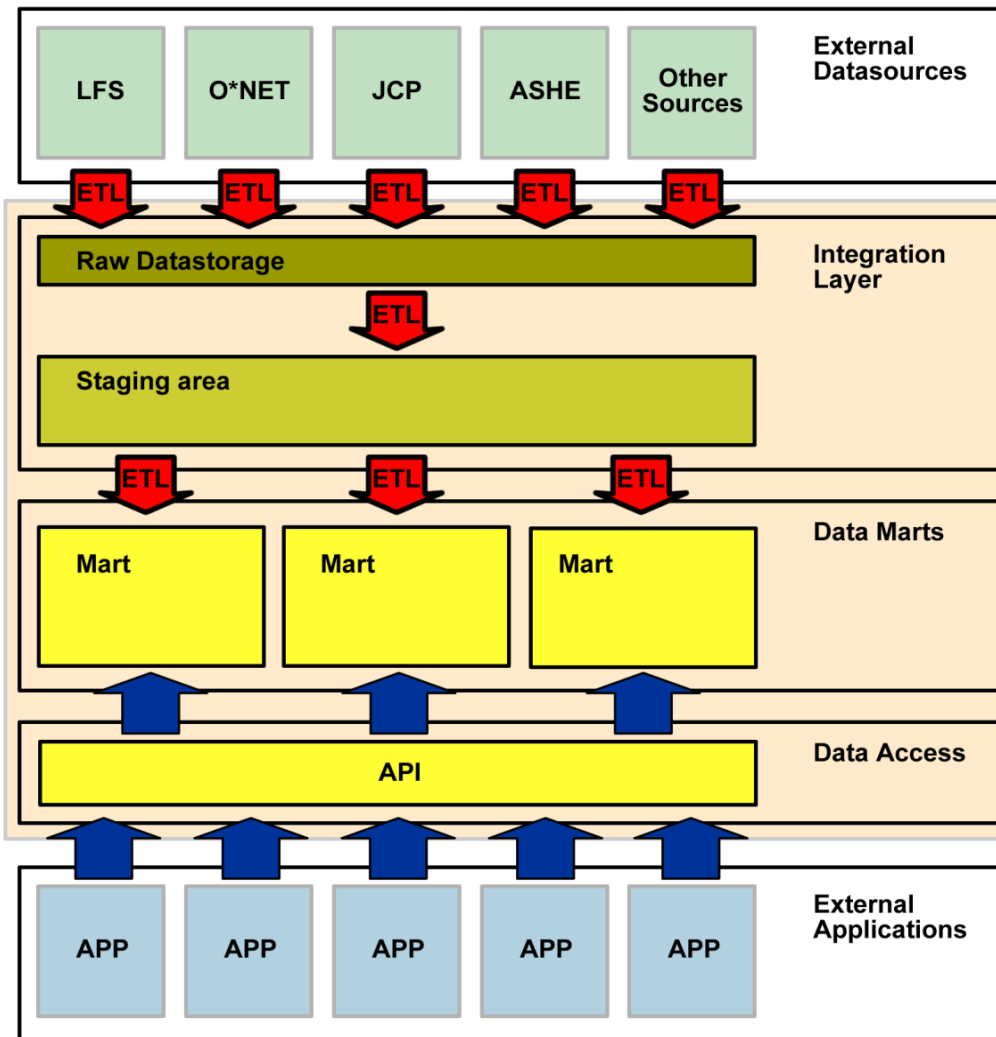 LFS
O*NET
JCP
ASHE
Other
Sources
External
Datasources
ETL
ETL
ETL
ETL
ETL
Raw Datastorage
Integration
Layer
ETL
Staging area
ETL
ETL
ETL
Mart
Mart
Mart
Data Marts
API
Data Access
APP
APP
APP
APP
APP
External
Applications